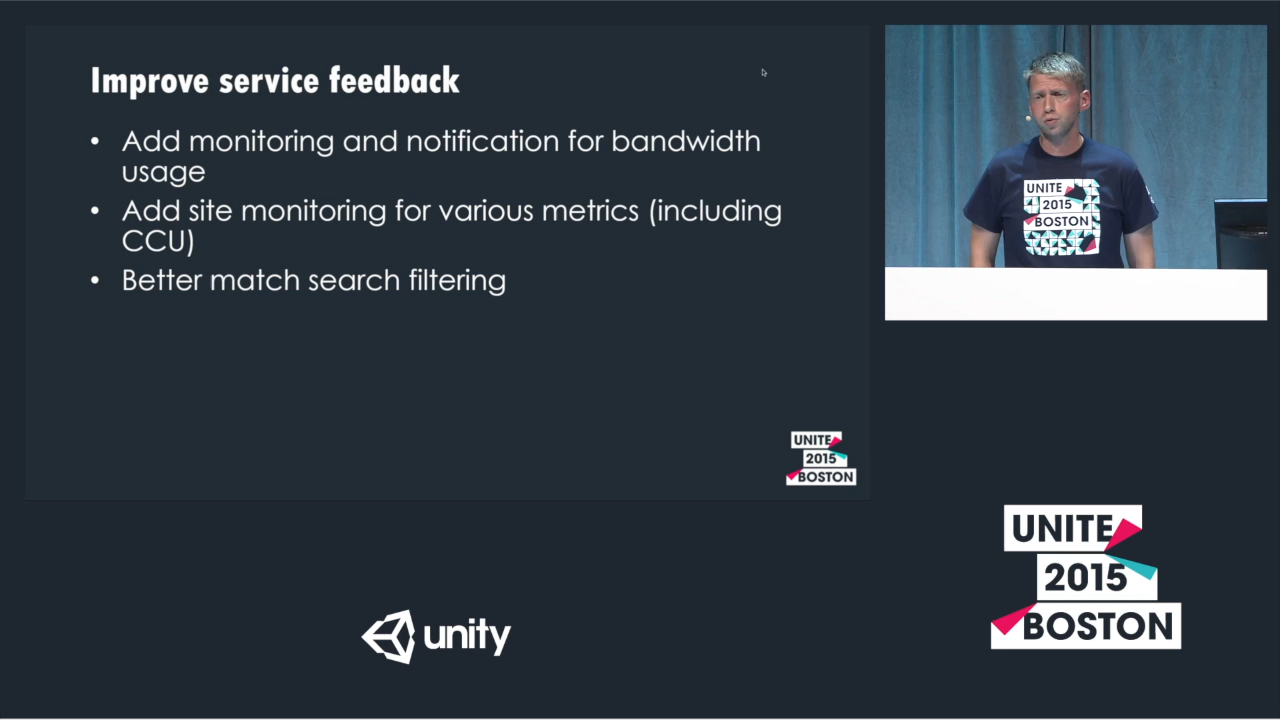 Improve service feedback
• Add monitoring and notification for bandwidth
usage
• Add site monitoring for various metrics (including
CCU)
• Better match search filtering
UNITE
2015
BOSTON
UNITE
2015
BOSTON
unity
UNITE
2015
BOSTON